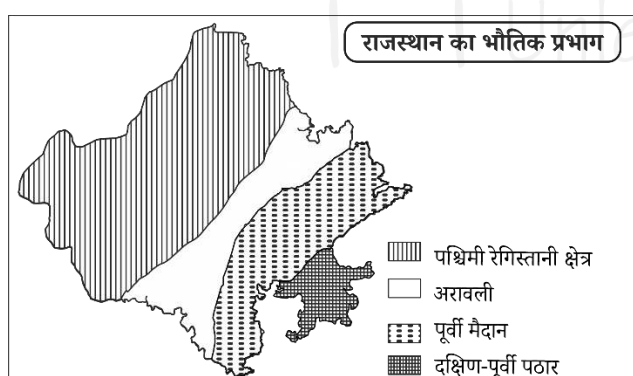 राजस्थान का भौतिक प्रभाग
पश्चिमी रेगिस्तानी क्षेत्र
अरावली
पूर्वी मैदान
दक्षिण-पूर्वी पठार